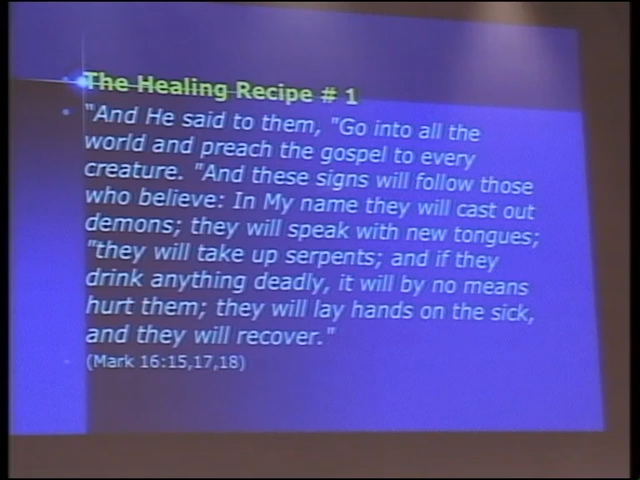 The Healing Recipe # 1
"And He said to them, "Go into all the
world and preach the gospel to every
creature. "And these signs will follow those
who believe: In My name they will cast out
demons; they will speak with new tongues;
"they will take up serpents; and if they
drink anything deadly, it will by no means
hurt them; they will lay hands on the sick,
and they will recover."
(Mark 16:15,17,18)